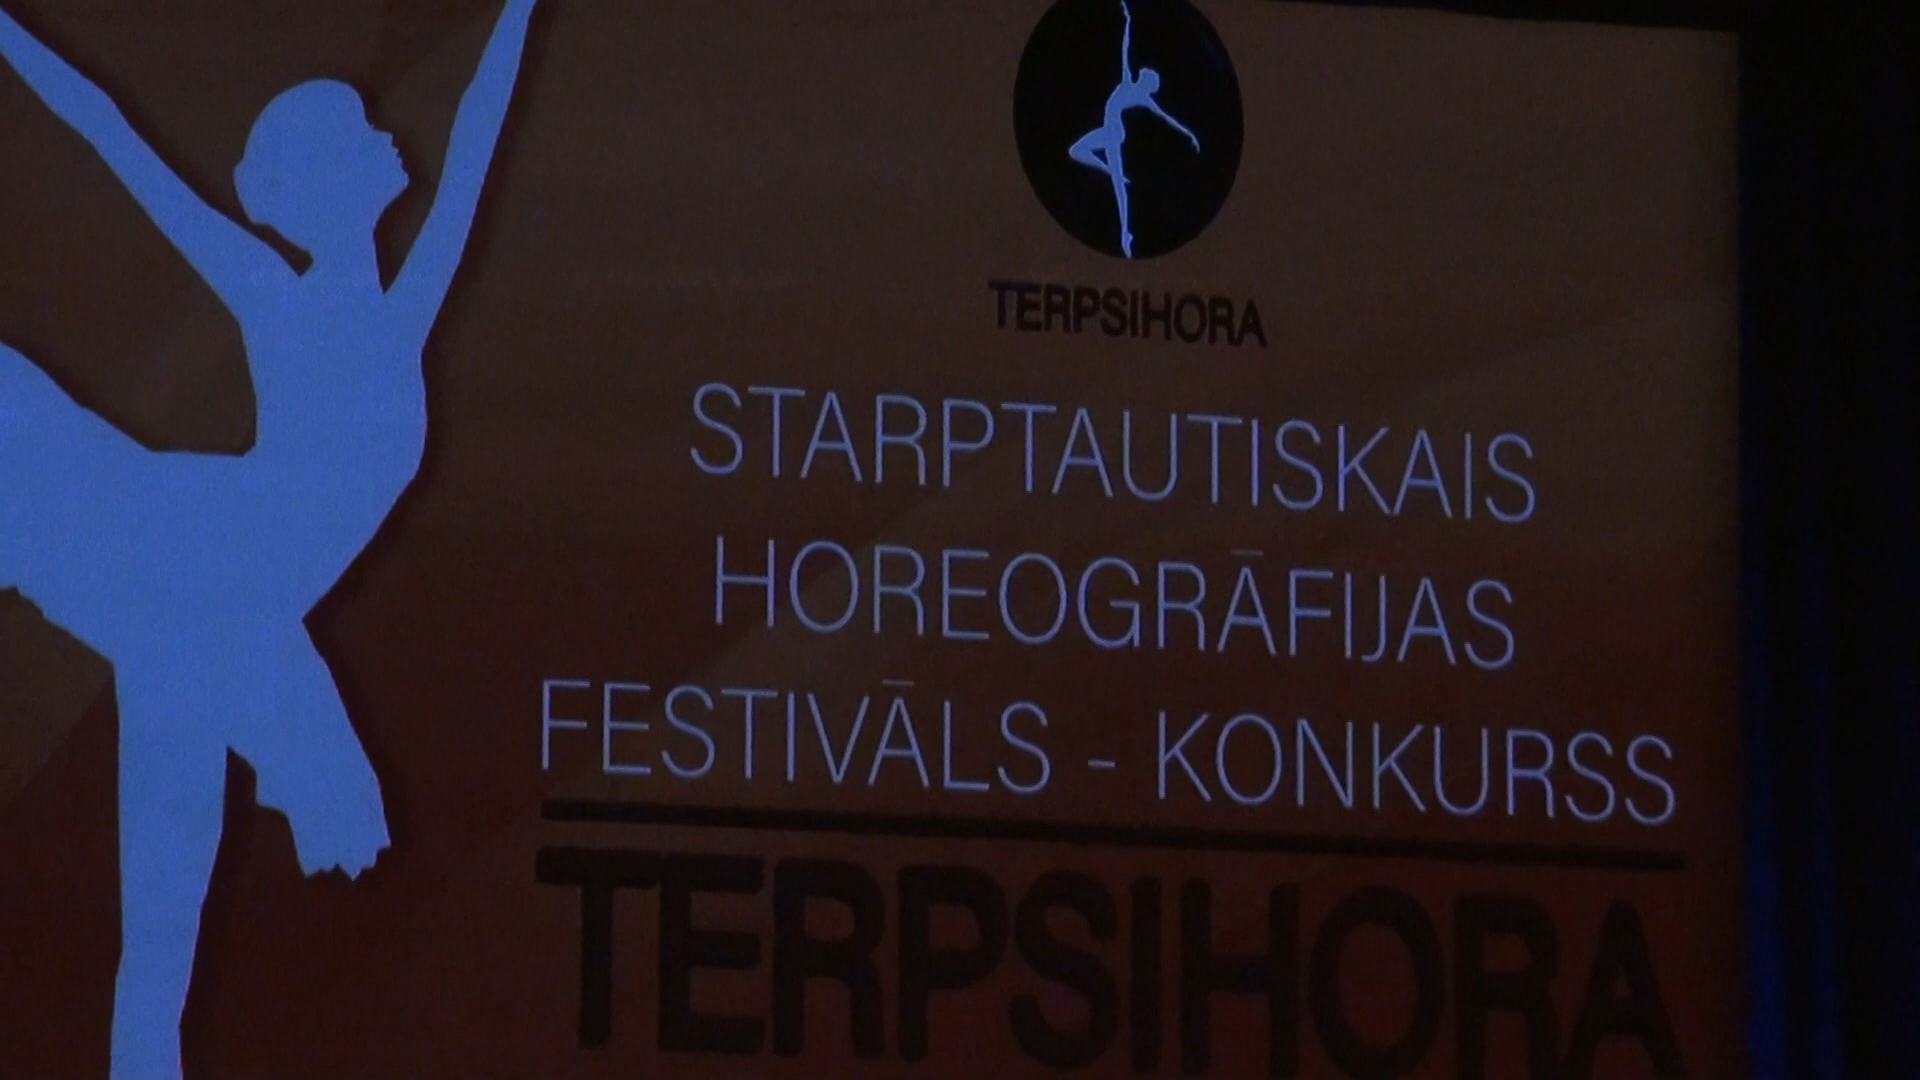 TERPSIHORA
STARPTAUTISKAIS
HOREOGRĀFIJAS
FESTIVĀLS - KONKURSS
TERPSIHORA